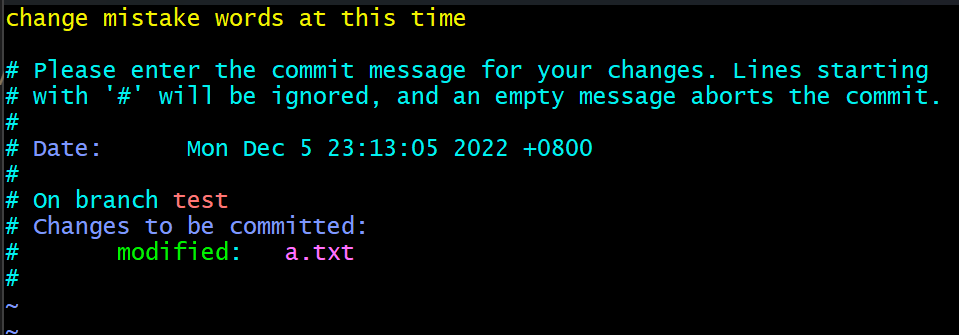 change mistake words at this time
# Please enter the commit message for your changes. Lines starting
# with '#' will be ignored, and an empty message aborts the commit.
#
# Date:      Mon Dec 5 23:13:05 2022 +0800
#
# On branch test
# Changes to be committed:
#       modified:   a.txt
#
~
~